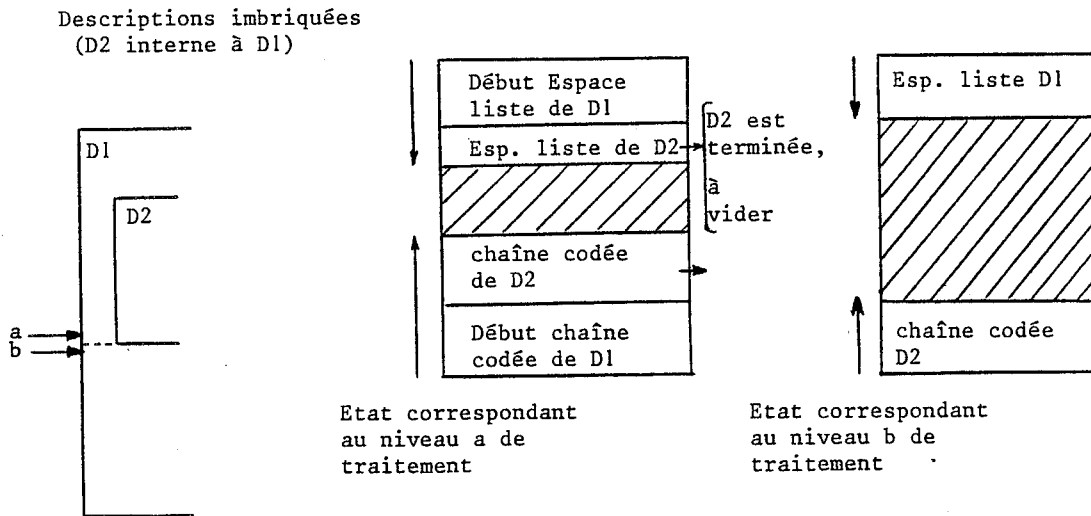 Descriptions imbriquées
(D2 interne à D1)
D1
D2
a
b
Début Espace
liste de D1
Esp. liste de D2
chaîne codée
de D2
Début chaîne
codée de D1
D2 est
terminée,
à
vider
Esp. liste D1
chaîne codée
D2
Etat correspondant
au niveau a de
traitement
Etat correspondant
au niveau b de
traitement